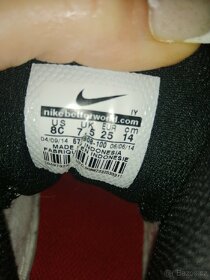 IY
nikebetterworld.com
US UK EUR cm
8C 7.5 25 14
04/09/14 06/06/14
MADE IN INDONESIA
FABRIQUE EN INDONESIE